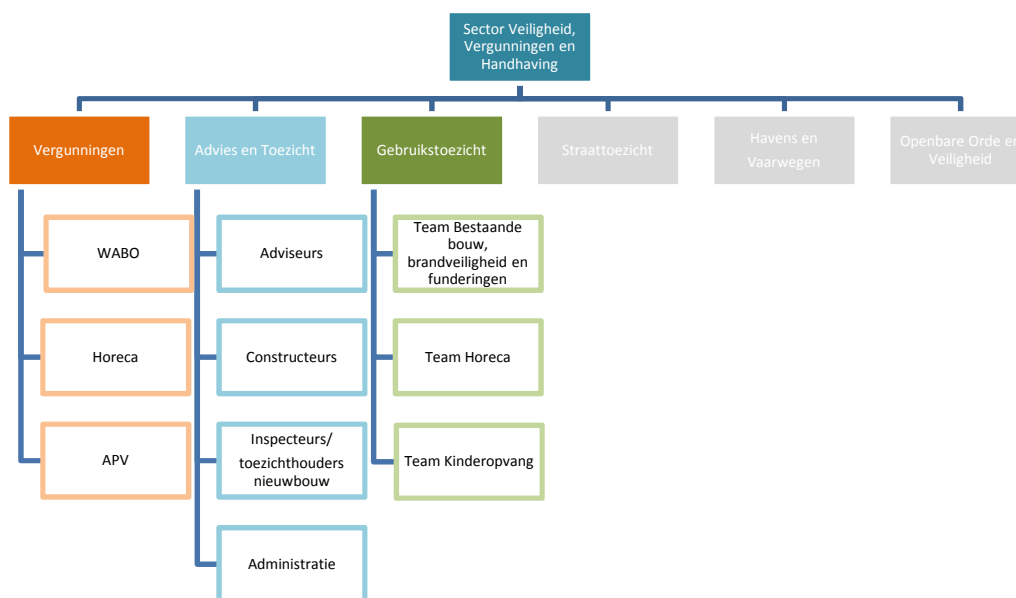 Sector Veiligheid,
Vergunningen en
Handhaving
Vergunningen
Advies en Toezicht
Gebruikstoezicht
Straattoezicht
Havens en
Vaarwegen
Openbare Orde en
Veiligheid
WABO
Adviseurs
Team Bestaande
bouw,
brandveiligheid en
funderingen
Horeca
Constructeurs
Team Horeca
APV
Inspecteurs/
toezichthouders
nieuwbouw
Team Kinderopvang
Administratie